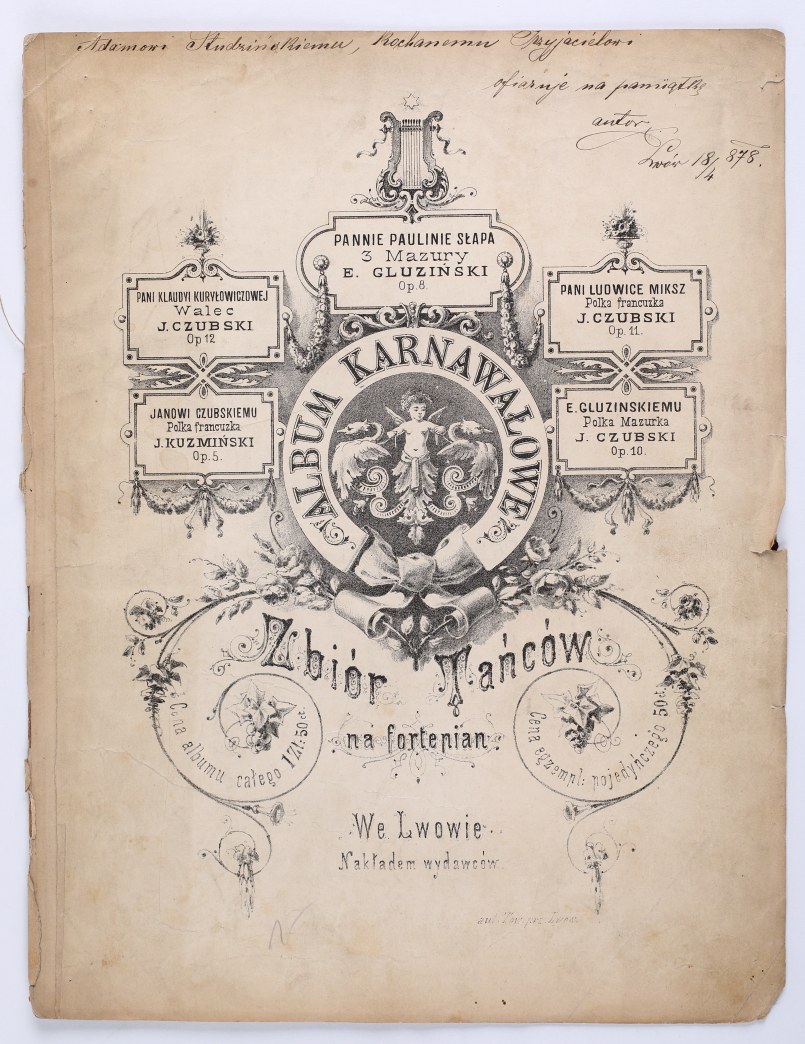 Adamowi Studzińskiemu, kochanemu Przyjacielowi
ofiaruje na pamiątkę
autor
Lwów 18/4 878.
PANNIE PAULINIE SŁAPA
3 Mazury
E. GLUZIŃSKI
Op. 8.
PANI KLAUDYI KURYŁOWICZOWEJ
Walec
J. CZUBSKI
Op 12
PANI LUDWICE MIKSZ
Polka francuzka
J. CZUBSKI
Op. 11.
JANOWI CZUBSKIEMU
Polka francuzka
J. KUZMIŃSKI
Op. 5.
E. GLUZINSKIEMU
Polka Mazurka
J. CZUBSKI
Op. 10.
ALBUM KARNAWAŁOWE
Zbiór Tańców
na fortepian.
Cena albumu całego 1 Zł: 50 ct.
Cena egzempl: pojedyńczego 50 ct.
We Lwowie.
Nakładem wydawców.